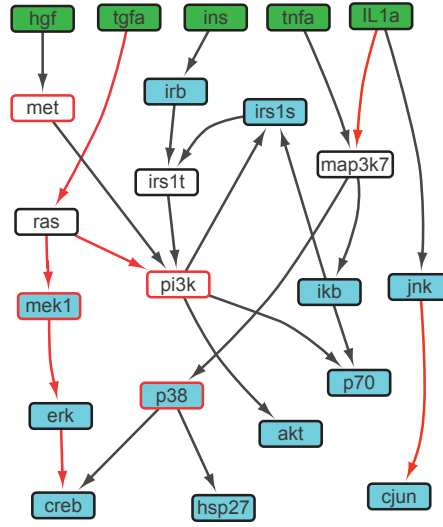 hgf
tgfa
ins
tnfa
IL1a
irb
met
irs1s
map3k7
irs1t
ras
pi3k
ikb
jnk
mek1
p70
p38
erk
akt
creb
hsp27
cjun